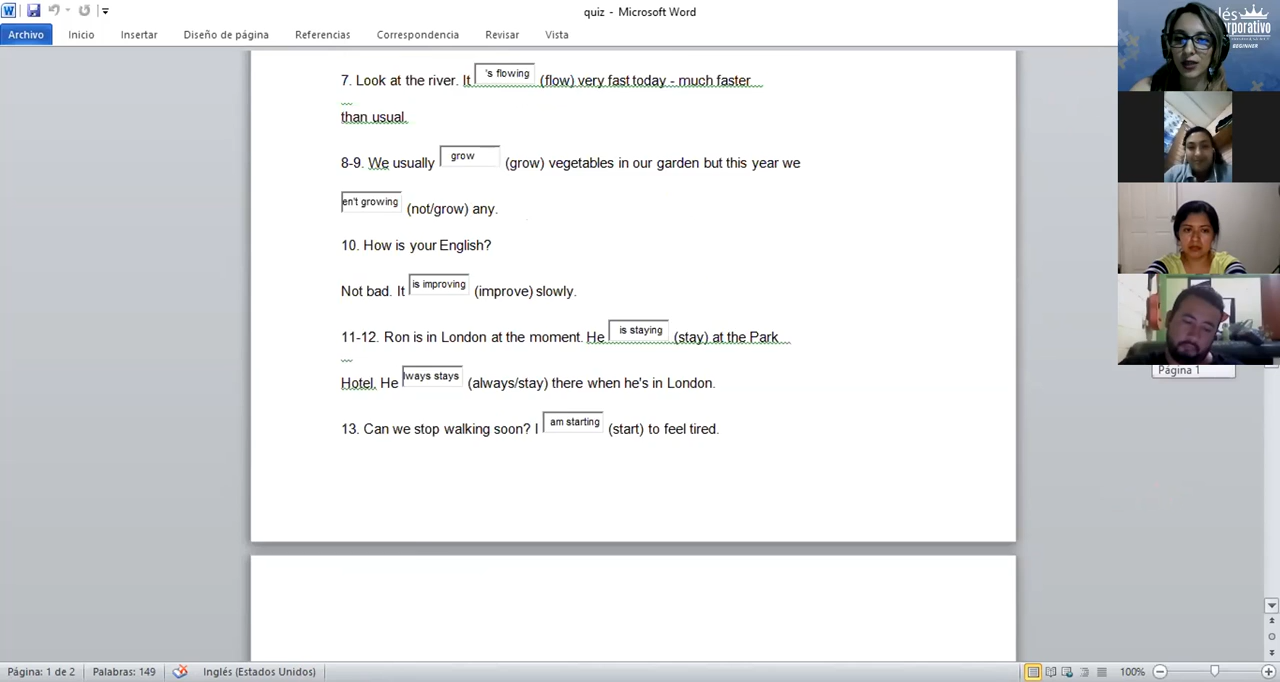 quiz - Microsoft Word
Archivo Inicio Insertar Diseño de página Referencias Correspondencia Revisar Vista
lés
rporativo
BEGINNER
7. Look at the river. It 's flowing (flow) very fast today - much faster
than usual.
8-9. We usually grow (grow) vegetables in our garden but this year we
en't growing (not/grow) any.
10. How is your English?
Not bad. It is improving (improve) slowly.
11-12. Ron is in London at the moment. He is staying (stay) at the Park
Hotel. He lways stays (always/stay) there when he's in London.
13. Can we stop walking soon? I am starting (start) to feel tired.
Página 1
Página: 1 de 2 Palabras: 149 Inglés (Estados Unidos) 100%